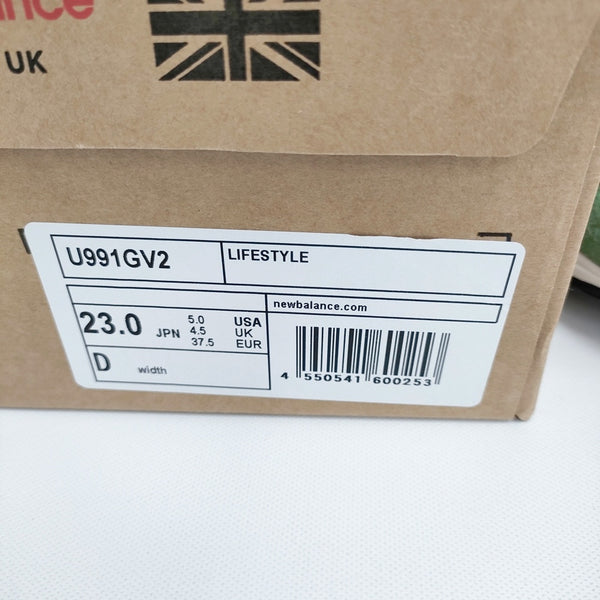 nce
UK
U991GV2
LIFESTYLE
newbalance.com
23.0 JPN
5.0 USA
4.5 UK
37.5 EUR
D width
4 550541 600253